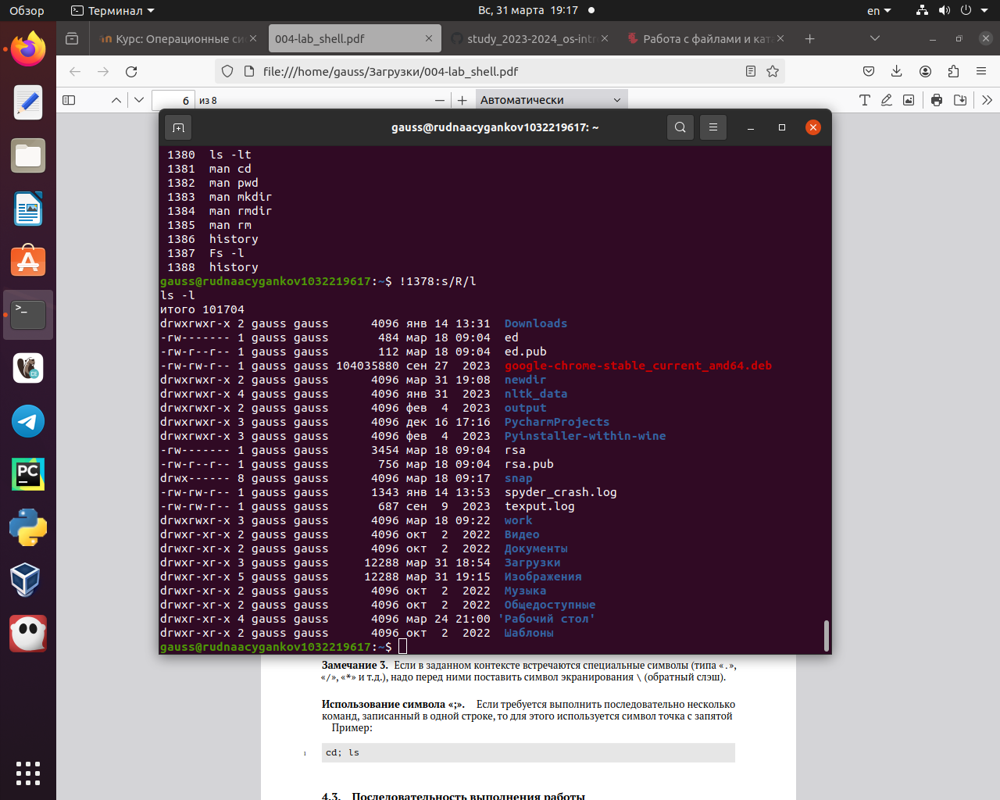 Обзор
Терминал
Вс, 31 марта 19:17
en
Курс: Операционные си
004-lab_shell.pdf
study_2023-2024_os-intr
Работа с файлами и ката
file:///home/gauss/Загрузки/004-lab_shell.pdf
6 из 8
Автоматически
gauss@rudnaacygankov1032219617: ~
1380 ls -lt
1381 man cd
1382 man pwd
1383 man mkdir
1384 man rmdir
1385 man rm
1386 history
1387 Fs -l
1388 history
gauss@rudnaacygankov1032219617:~$ !1378:s/R/l
ls -l
итого 101704
drwxrwxr-x 2 gauss gauss 4096 янв 14 13:31 Downloads
-rw------- 1 gauss gauss 484 мар 18 09:04 ed
-rw-r--r-- 1 gauss gauss 112 мар 18 09:04 ed.pub
-rw-rw-r-- 1 gauss gauss 104035880 сен 27 2023 google-chrome-stable_current_amd64.deb
drwxrwxr-x 2 gauss gauss 4096 мар 31 19:08 newdir
drwxrwxr-x 4 gauss gauss 4096 янв 31 2023 nltk_data
drwxrwxr-x 2 gauss gauss 4096 фев 4 2023 output
drwxrwxr-x 3 gauss gauss 4096 дек 16 17:16 PycharmProjects
drwxrwxr-x 3 gauss gauss 4096 фев 4 2023 Pyinstaller-within-wine
-rw------- 1 gauss gauss 3454 мар 18 09:04 rsa
-rw-r--r-- 1 gauss gauss 756 мар 18 09:04 rsa.pub
drwx------ 8 gauss gauss 4096 мар 18 09:17 snap
-rw-rw-r-- 1 gauss gauss 1343 янв 14 13:53 spyder_crash.log
-rw-rw-r-- 1 gauss gauss 687 сен 9 2023 texput.log
drwxrwxr-x 3 gauss gauss 4096 мар 18 09:22 work
drwxr-xr-x 2 gauss gauss 4096 окт 2 2022 Видео
drwxr-xr-x 2 gauss gauss 4096 окт 2 2022 Документы
drwxr-xr-x 3 gauss gauss 12288 мар 31 18:54 Загрузки
drwxr-xr-x 5 gauss gauss 12288 мар 31 19:15 Изображения
drwxr-xr-x 2 gauss gauss 4096 окт 2 2022 Музыка
drwxr-xr-x 2 gauss gauss 4096 окт 2 2022 Общедоступные
drwxr-xr-x 4 gauss gauss 4096 мар 24 21:00 'Рабочий стол'
drwxr-xr-x 2 gauss gauss 4096 окт 2 2022 Шаблоны
gauss@rudnaacygankov1032219617:~$
Замечание 3. Если в заданном контексте встречаются специальные символы (типа «.»,
«/», «*» и т.д.), надо перед ними поставить символ экранирования \ (обратный слэш).
Использование символа «;». Если требуется выполнить последовательно несколько
команд, записанный в одной строке, то для этого используется символ точка с запятой
Пример:
1 cd; ls
4.3. Последовательность выполнения работы
PC
CE